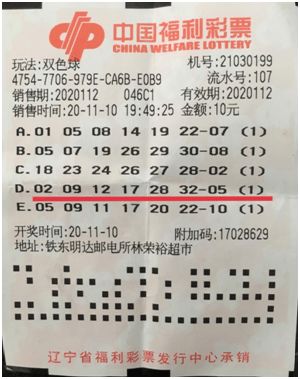 中国福利彩票
CHINA WELFARE LOTTERY
玩法:双色球 机号:21030199
4754-7706-979E-CA6B-E0B9 流水号:107
销售期:2020112 046C1 有效期:2020112
销售时间:20-11-10 19:49:25 金额:10元
A.01 05 08 14 19 22-07 (1)
B.05 07 19 26 29 30-08 (1)
C.18 23 24 26 27 28-02 (1)
D.02 09 12 17 28 32-05 (1)
E.05 09 11 17 20 22-10 (1)
开奖时间:20-11-10 附加码:17028629
地址:铁东明达邮电所林荣裕超市
辽宁省福利彩票发行中心承销